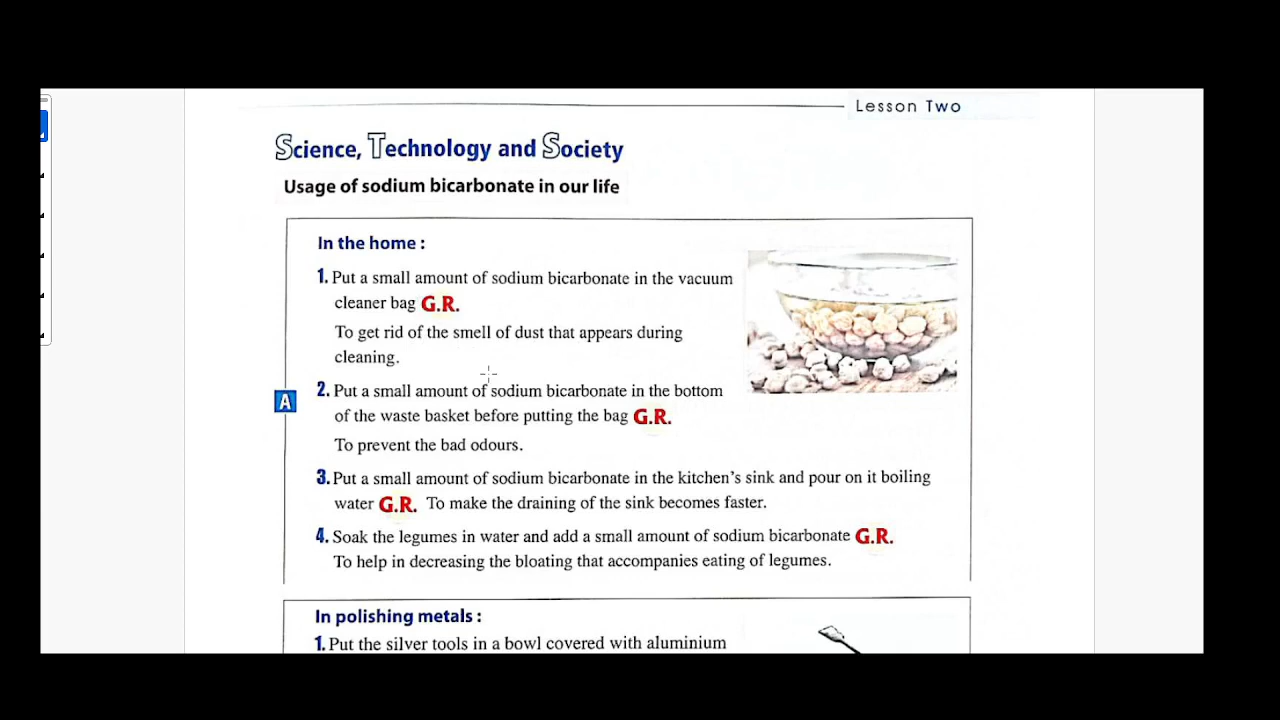 Lesson Two
Science, Technology and Society
Usage of sodium bicarbonate in our life
In the home :
1. Put a small amount of sodium bicarbonate in the vacuum
cleaner bag G.R.
To get rid of the smell of dust that appears during
cleaning.
A
2. Put a small amount of sodium bicarbonate in the bottom
of the waste basket before putting the bag G.R.
To prevent the bad odours.
3. Put a small amount of sodium bicarbonate in the kitchen's sink and pour on it boiling
water G.R. To make the draining of the sink becomes faster.
4. Soak the legumes in water and add a small amount of sodium bicarbonate G.R.
To help in decreasing the bloating that accompanies eating of legumes.
In polishing metals :
1. Put the silver tools in a bowl covered with aluminium